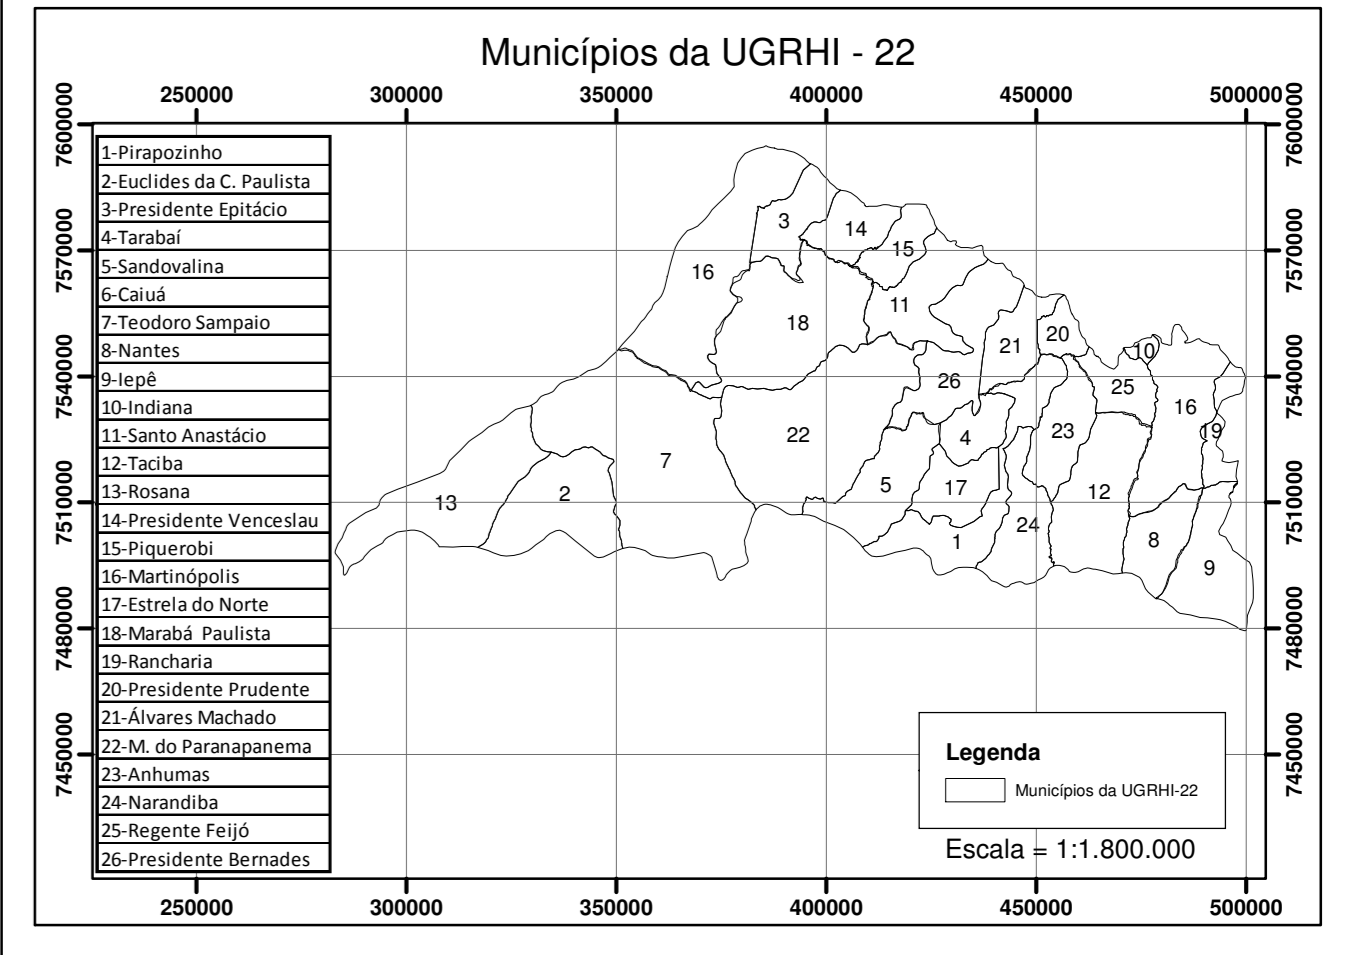 Municípios da UGRHI - 22
250000 300000 350000 400000 450000 500000
7600000 7600000
7570000 7570000
7540000 7540000
7510000 7510000
7480000 7480000
7450000 7450000
1-Pirapozinho
2-Euclides da C. Paulista
3-Presidente Epitácio
4-Tarabaí
5-Sandovalina
6-Caiuá
7-Teodoro Sampaio
8-Nantes
9-Iepê
10-Indiana
11-Santo Anastácio
12-Taciba
13-Rosana
14-Presidente Venceslau
15-Piquerobi
16-Martinópolis
17-Estrela do Norte
18-Marabá Paulista
19-Rancharia
20-Presidente Prudente
21-Álvares Machado
22-M. do Paranapanema
23-Anhumas
24-Narandiba
25-Regente Feijó
26-Presidente Bernades
3
14
15
16
11
18
20
21
10
26
25
16
22
4
23
19
7
5
17
12
2
13
24
1
8
9
Legenda
Municípios da UGRHI-22
Escala = 1:1.800.000
250000 300000 350000 400000 450000 500000